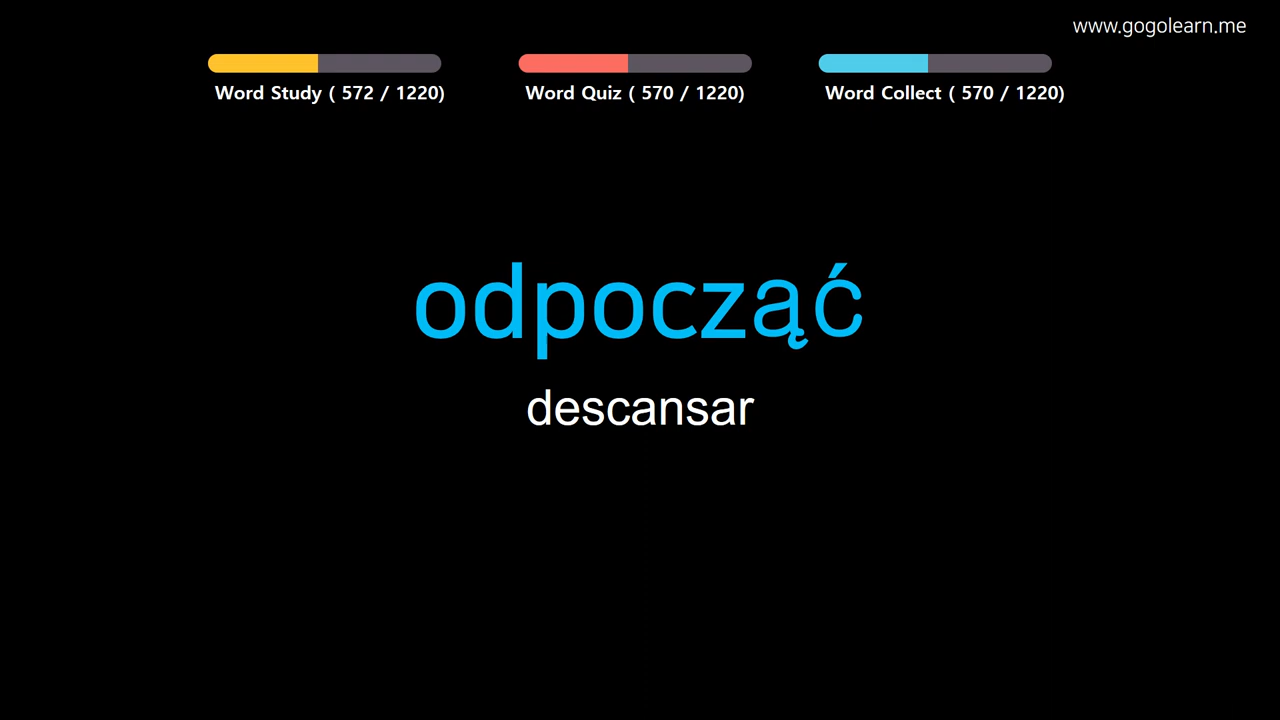 www.gogolearn.me
Word Study ( 572 / 1220)
Word Quiz ( 570 / 1220)
Word Collect ( 570 / 1220)
odpocząć
descansar